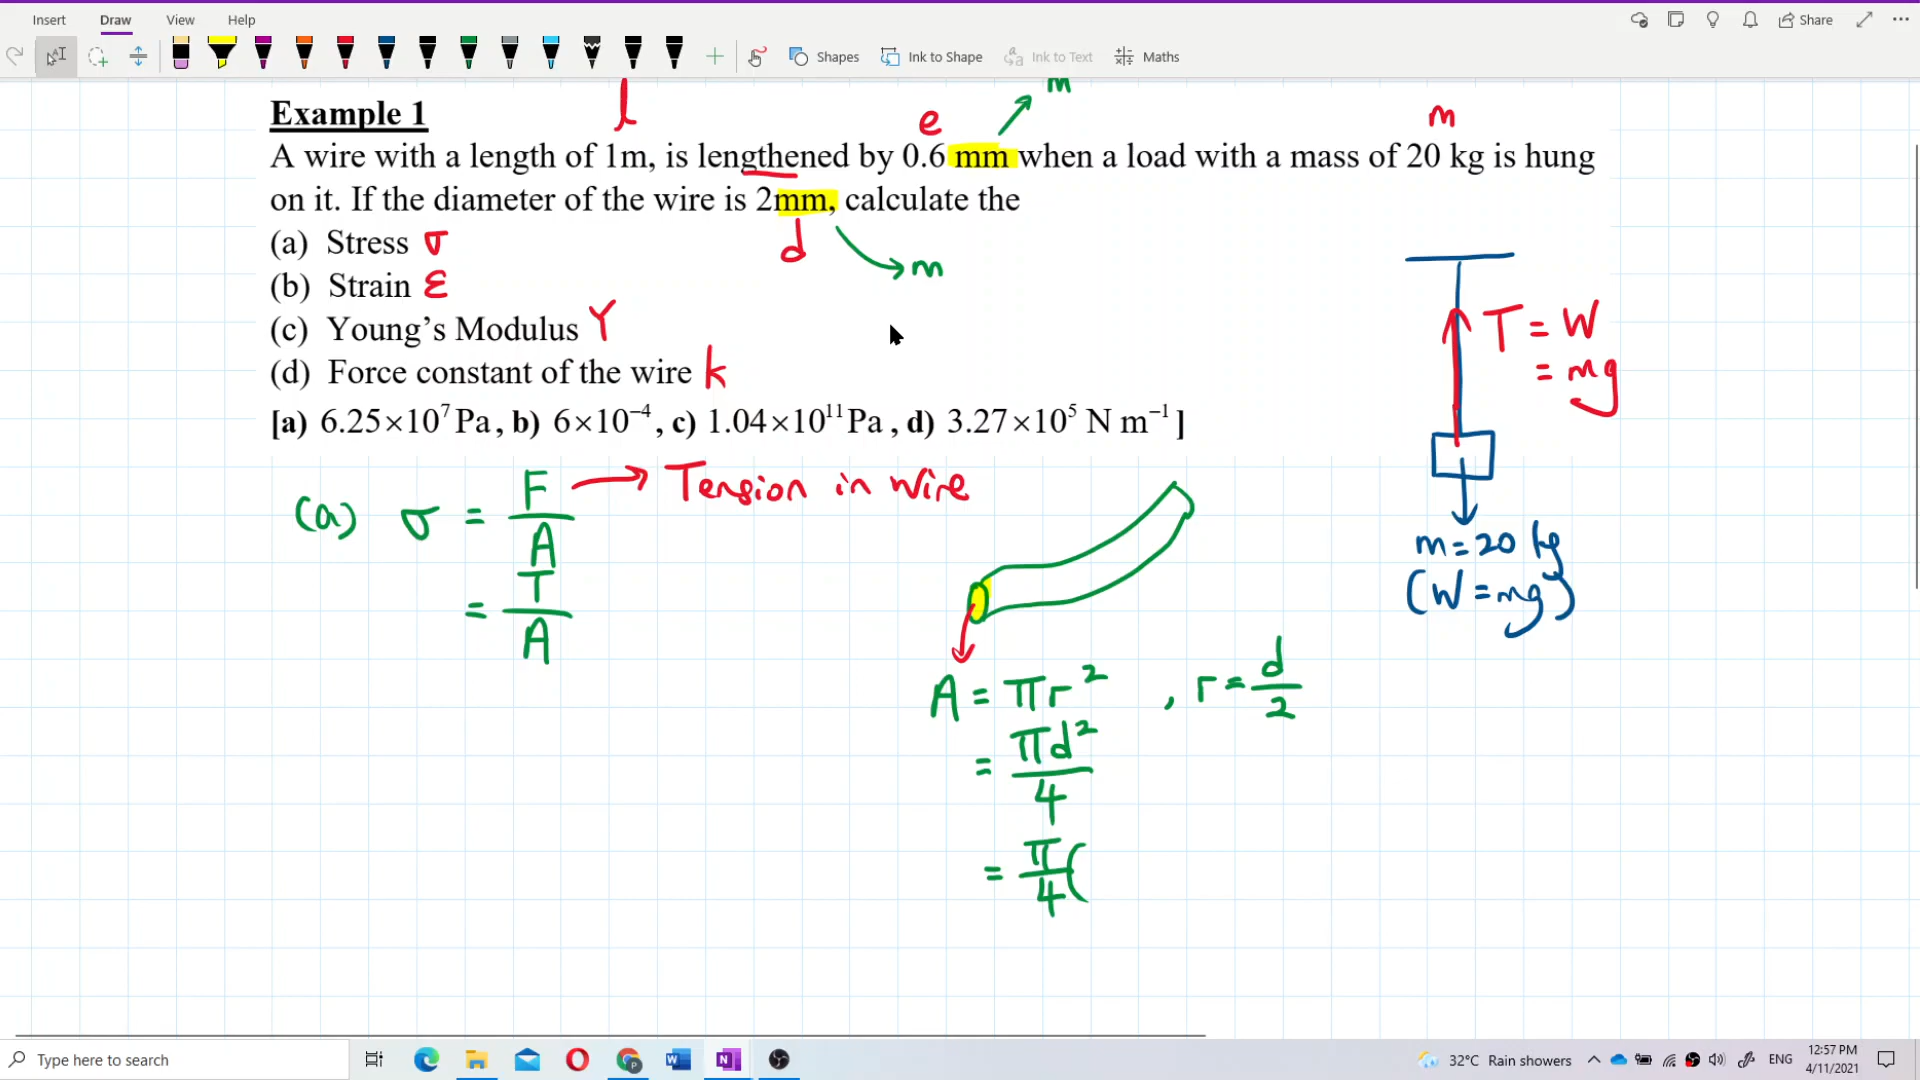 Insert Draw View Help Share
Shapes Ink to Shape Ink to Text Maths
l e m m
Example 1
A wire with a length of 1m, is lengthened by 0.6 mm when a load with a mass of 20 kg is hung
on it. If the diameter of the wire is 2mm, calculate the
(a) Stress σ d → m
(b) Strain ε
(c) Young's Modulus Y
(d) Force constant of the wire k
[a) 6.25×10⁷ Pa, b) 6×10⁻⁴, c) 1.04×10¹¹ Pa, d) 3.27×10⁵ N m⁻¹ ]
T = W
= mg
m = 20 kg
(W = mg)
(a) σ = F/A → Tension in wire
= T/A
A = πr² , r = d/2
= πd²/4
= π/4 (
Type here to search 32°C Rain showers ENG 12:57 PM
4/11/2021